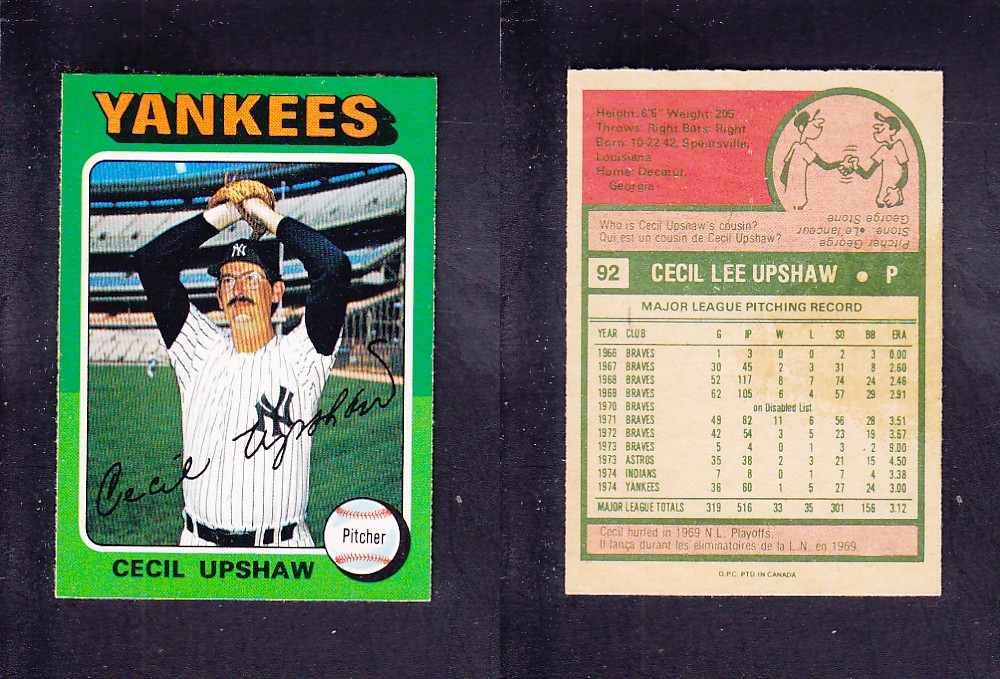 YANKEES
NY
NY
Cecil Upshaw
Pitcher
CECIL UPSHAW
Height: 6'6" Weight: 205
Throws: Right Bats: Right
Born: 10-22-42, Spearsville,
Louisiana
Home: Decatur,
Georgia
Who is Cecil Upshaw's cousin?
Qui est un cousin de Cecil Upshaw?
Pitcher George
Stone • Le lanceur
George Stone
92 CECIL LEE UPSHAW • P
MAJOR LEAGUE PITCHING RECORD
YEAR CLUB G IP W L SO BB ERA
1966 BRAVES 1 3 0 0 2 3 0.00
1967 BRAVES 30 45 2 3 31 8 2.60
1968 BRAVES 52 117 8 7 74 24 2.46
1969 BRAVES 62 105 6 4 57 29 2.91
1970 BRAVES on Disabled List
1971 BRAVES 49 82 11 6 56 28 3.51
1972 BRAVES 42 54 3 5 23 19 3.67
1973 BRAVES 5 4 0 1 3 2 9.00
1973 ASTROS 35 38 2 3 21 15 4.50
1974 INDIANS 7 8 0 1 7 4 3.38
1974 YANKEES 36 60 1 5 27 24 3.00
MAJOR LEAGUE TOTALS 319 516 33 35 301 156 3.12
Cecil hurled in 1969 N.L. Playoffs.
Il lança durant les éliminatoires de la L.N. en 1969.
O.P.C. PTD. IN CANADA